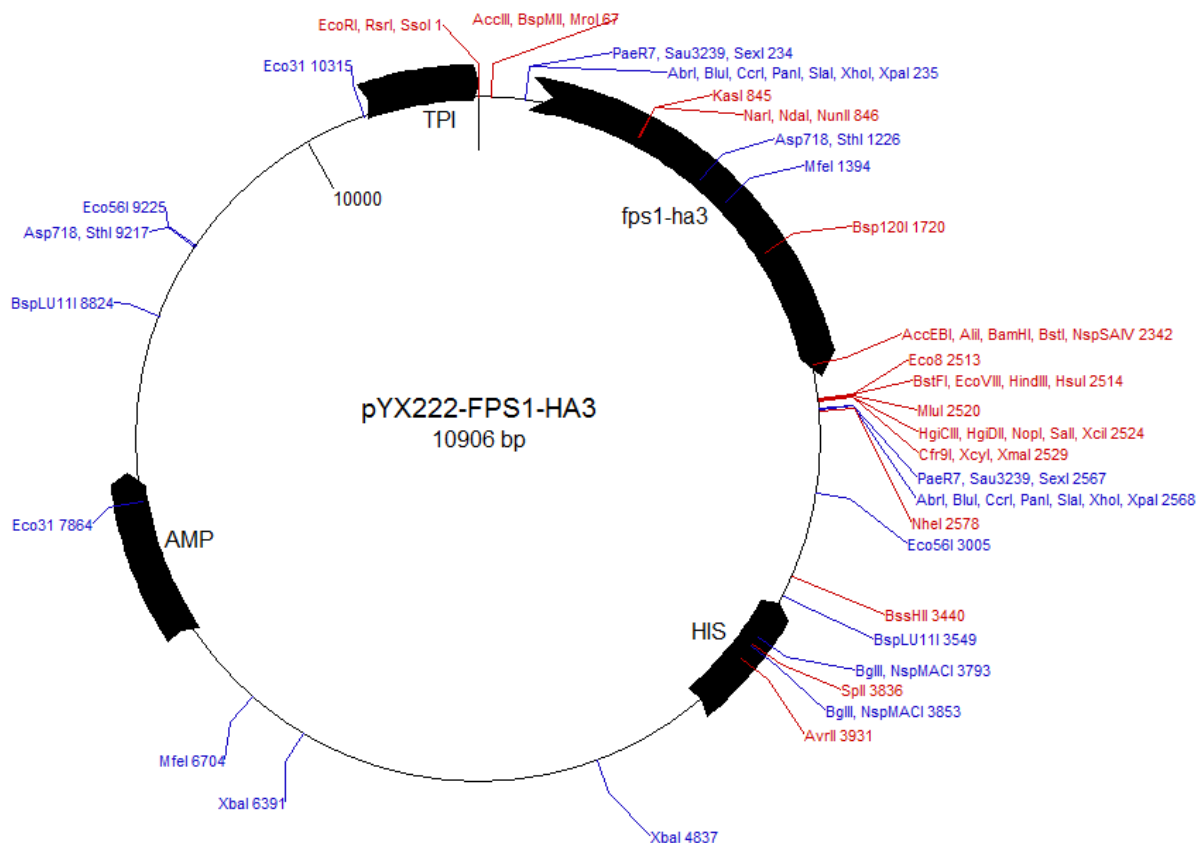 EcoRI, RsrI, SsoI 1
AccIII, BspMII, MroI 67
PaeR7, Sau3239, SexI 234
AbrI, BluI, CcrI, PanI, SlaI, XhoI, XpaI 235
Eco31 10315
KasI 845
NarI, NdaI, NunII 846
TPI
Asp718, SthI 1226
MfeI 1394
10000
fps1-ha3
Eco56I 9225
Bsp120I 1720
Asp718, SthI 9217
BspLU11I 8824
AccEBI, AliI, BamHI, BstI, NspSAIV 2342
Eco8 2513
BstFI, EcoVIII, HindIII, HsuI 2514
pYX222-FPS1-HA3
MluI 2520
HgiCIII, HgiDII, NopI, SalI, XciI 2524
10906 bp
Cfr9I, XcyI, XmaI 2529
PaeR7, Sau3239, SexI 2567
AbrI, BluI, CcrI, PanI, SlaI, XhoI, XpaI 2568
Eco31 7864
NheI 2578
AMP
Eco56I 3005
BssHII 3440
HIS
BspLU11I 3549
BglII, NspMACI 3793
SplI 3836
BglII, NspMACI 3853
AvrII 3931
MfeI 6704
XbaI 6391
XbaI 4837